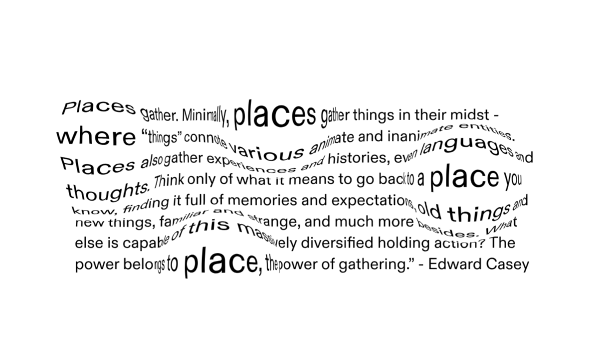 Places gather. Minimally, places gather things in their midst -
where “things” connote various animate and inanimate entities.
Places also gather experiences and histories, even languages and
thoughts. Think only of what it means to go back to a place you
know, finding it full of memories and expectations, old things and
new things, familiar and strange, and much more besides. What
else is capable of this massively diversified holding action? The
power belongs to place, the power of gathering.” - Edward Casey